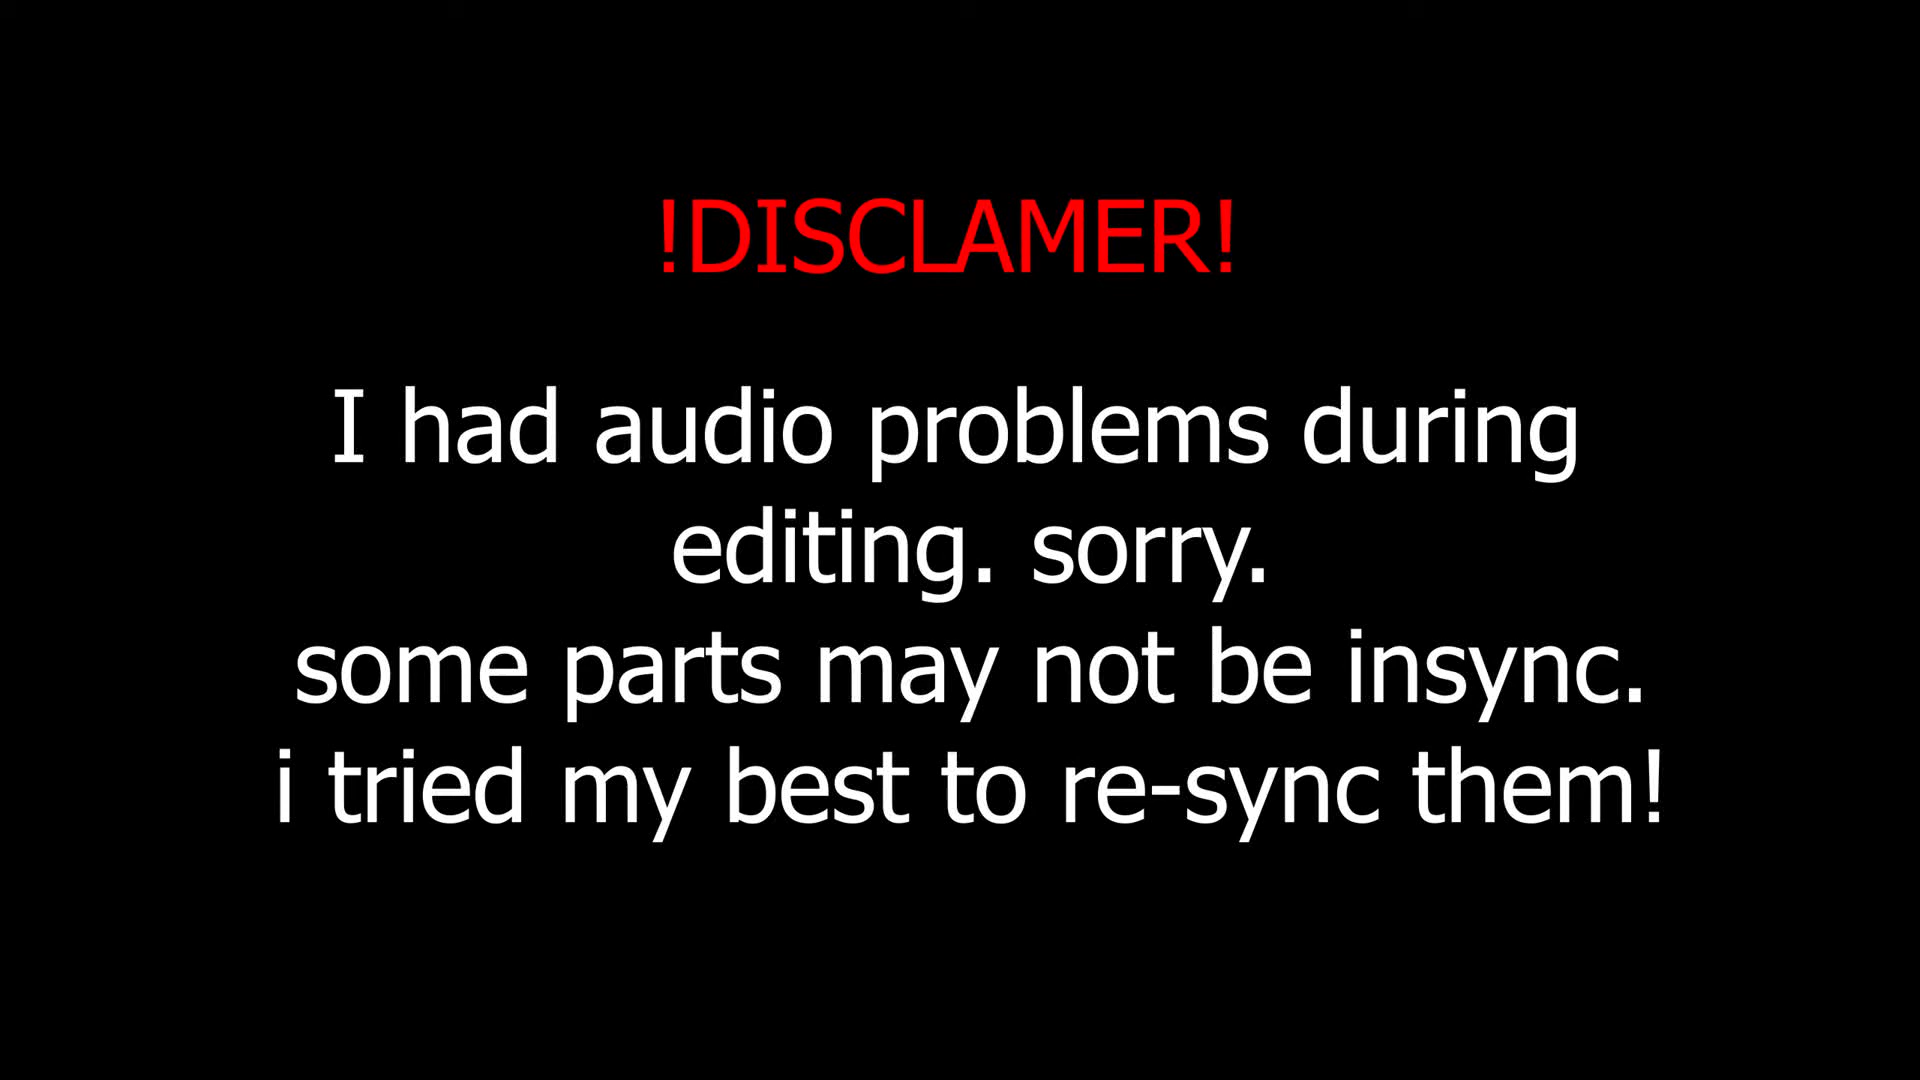 !DISCLAMER!
I had audio problems during
editing. sorry.
some parts may not be insync.
i tried my best to re-sync them!